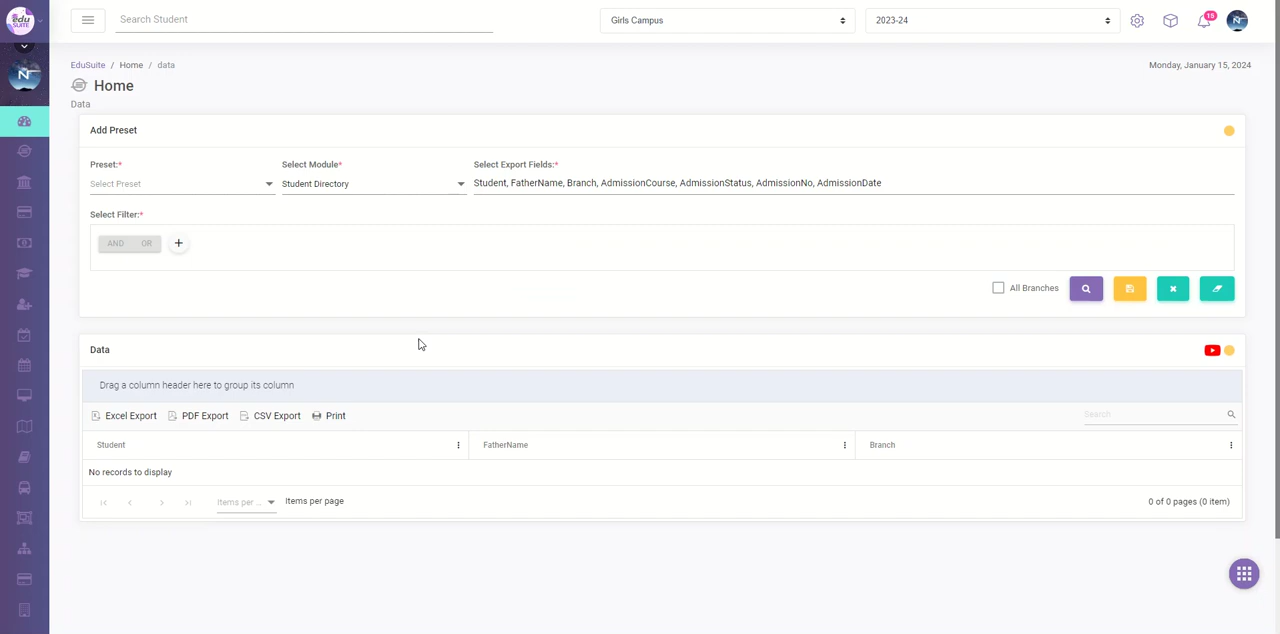 edu
SUITE
Search Student
Girls Campus
2023-24
15
N
N
EduSuite / Home / data
Monday, January 15, 2024
Home
Data
Add Preset
Preset:*
Select Module*
Select Export Fields:*
Select Preset
Student Directory
Student, FatherName, Branch, AdmissionCourse, AdmissionStatus, AdmissionNo, AdmissionDate
Select Filter:*
AND OR +
All Branches
Data
Drag a column header here to group its column
Excel Export PDF Export CSV Export Print
Search
Student FatherName Branch
No records to display
Items per ... Items per page
0 of 0 pages (0 item)